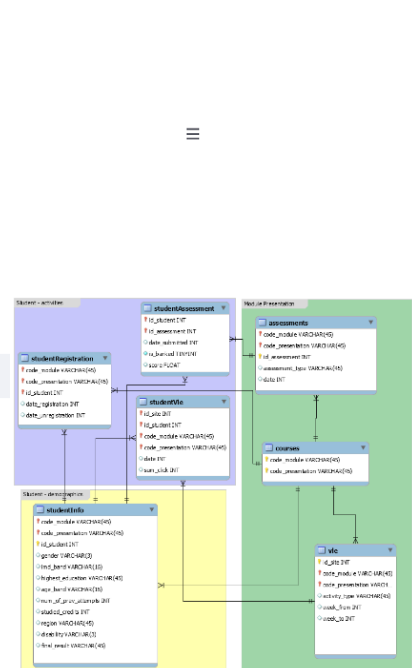 Student - activities
studentAssessment
id_student INT
id_assessment INT
date_submitted INT
is_banked TINYINT
score FLOAT
studentRegistration
code_module VARCHAR(45)
code_presentation VARCHAR(45)
id_student INT
date_registration INT
date_unregistration INT
studentVle
id_site INT
id_student INT
code_module VARCHAR(45)
code_presentation VARCHAR(45)
date INT
sum_click INT
Module Presentation
assessments
code_module VARCHAR(45)
code_presentation VARCHAR(45)
id_assessment INT
assessment_type VARCHAR(45)
date INT
courses
code_module VARCHAR(45)
code_presentation VARCHAR(45)
Student - demographics
studentInfo
code_module VARCHAR(45)
code_presentation VARCHAR(45)
id_student INT
gender VARCHAR(3)
imd_band VARCHAR(16)
highest_education VARCHAR(45)
age_band VARCHAR(16)
num_of_prev_attempts INT
studied_credits INT
region VARCHAR(45)
disability VARCHAR(3)
final_result VARCHAR(45)
vle
id_site INT
code_module VARCHAR(45)
code_presentation VARCHAR
activity_type VARCHAR(45)
week_from INT
week_to INT